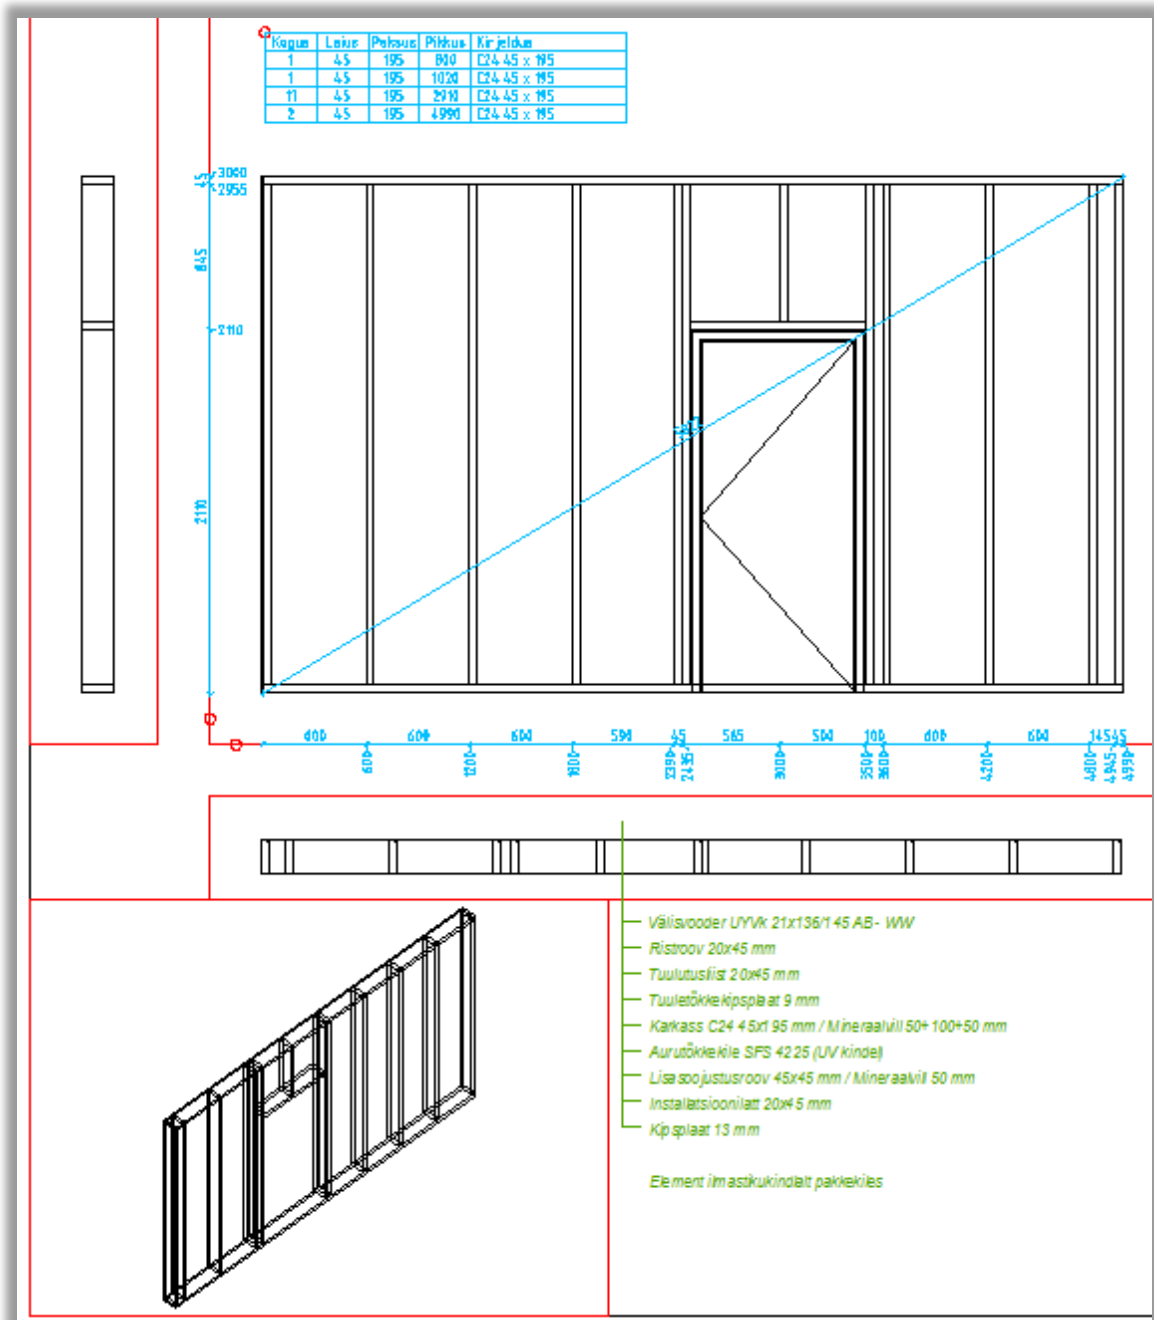 Kogus Laius Paksus Pikkus Kirjeldus
1 45 195 800 C24 45 x 195
1 45 195 1020 C24 45 x 195
11 45 195 2910 C24 45 x 195
2 45 195 4990 C24 45 x 195
3000
45
2955
845
2110
2110
600 600 600 590 45 565 500 100 600 600 145 45
600 1200 1800 2390 2435 3000 3500 3600 4200 4800 4945 4990
Välisvooder UYVk 21x136/145 AB- WW
Ristroov 20x45 mm
Tuulutusliist 20x45 mm
Tuuletõkkekipsplaat 9 mm
Karkass C24 45x195 mm / Mineraalvill 50+100+50 mm
Aurutõkkekile SFS 4225 (UV kindel)
Lisasoojustusroov 45x45 mm / Mineraalvill 50 mm
Installatsioonilatt 20x45 mm
Kipsplaat 13 mm
Element ilmastikukindlalt pakkekiles